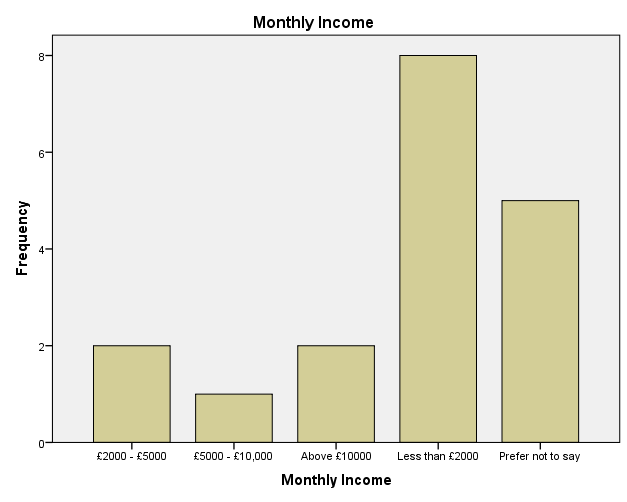 Monthly Income
Frequency
8
6
4
2
0
£2000 - £5000
£5000 - £10,000
Above £10000
Less than £2000
Prefer not to say
Monthly Income